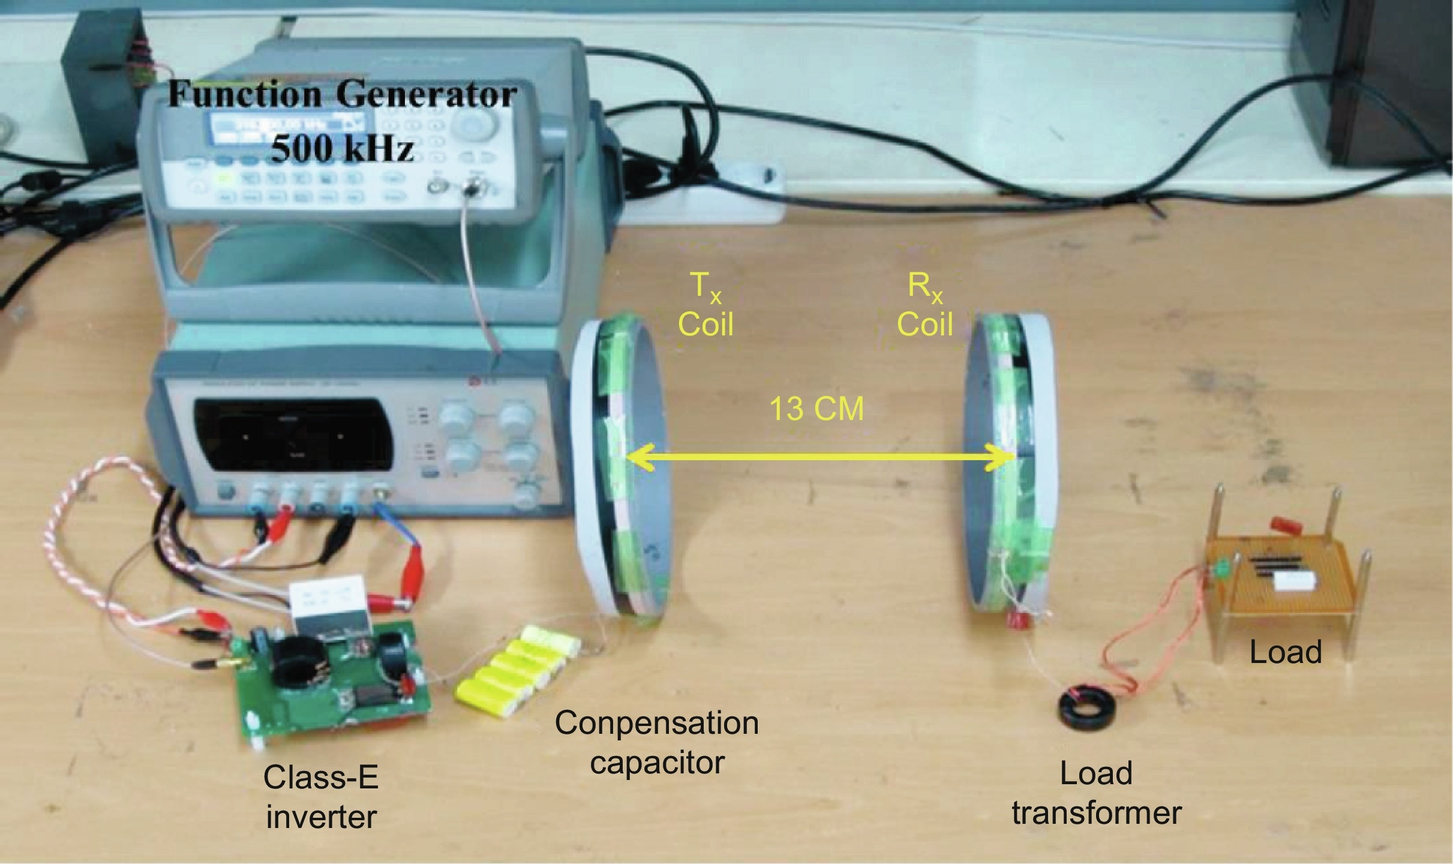 Function Generator
500 kHz
Tx
Coil
Rx
Coil
13 CM
Load
Conpensation
capacitor
Class-E
inverter
Load
transformer